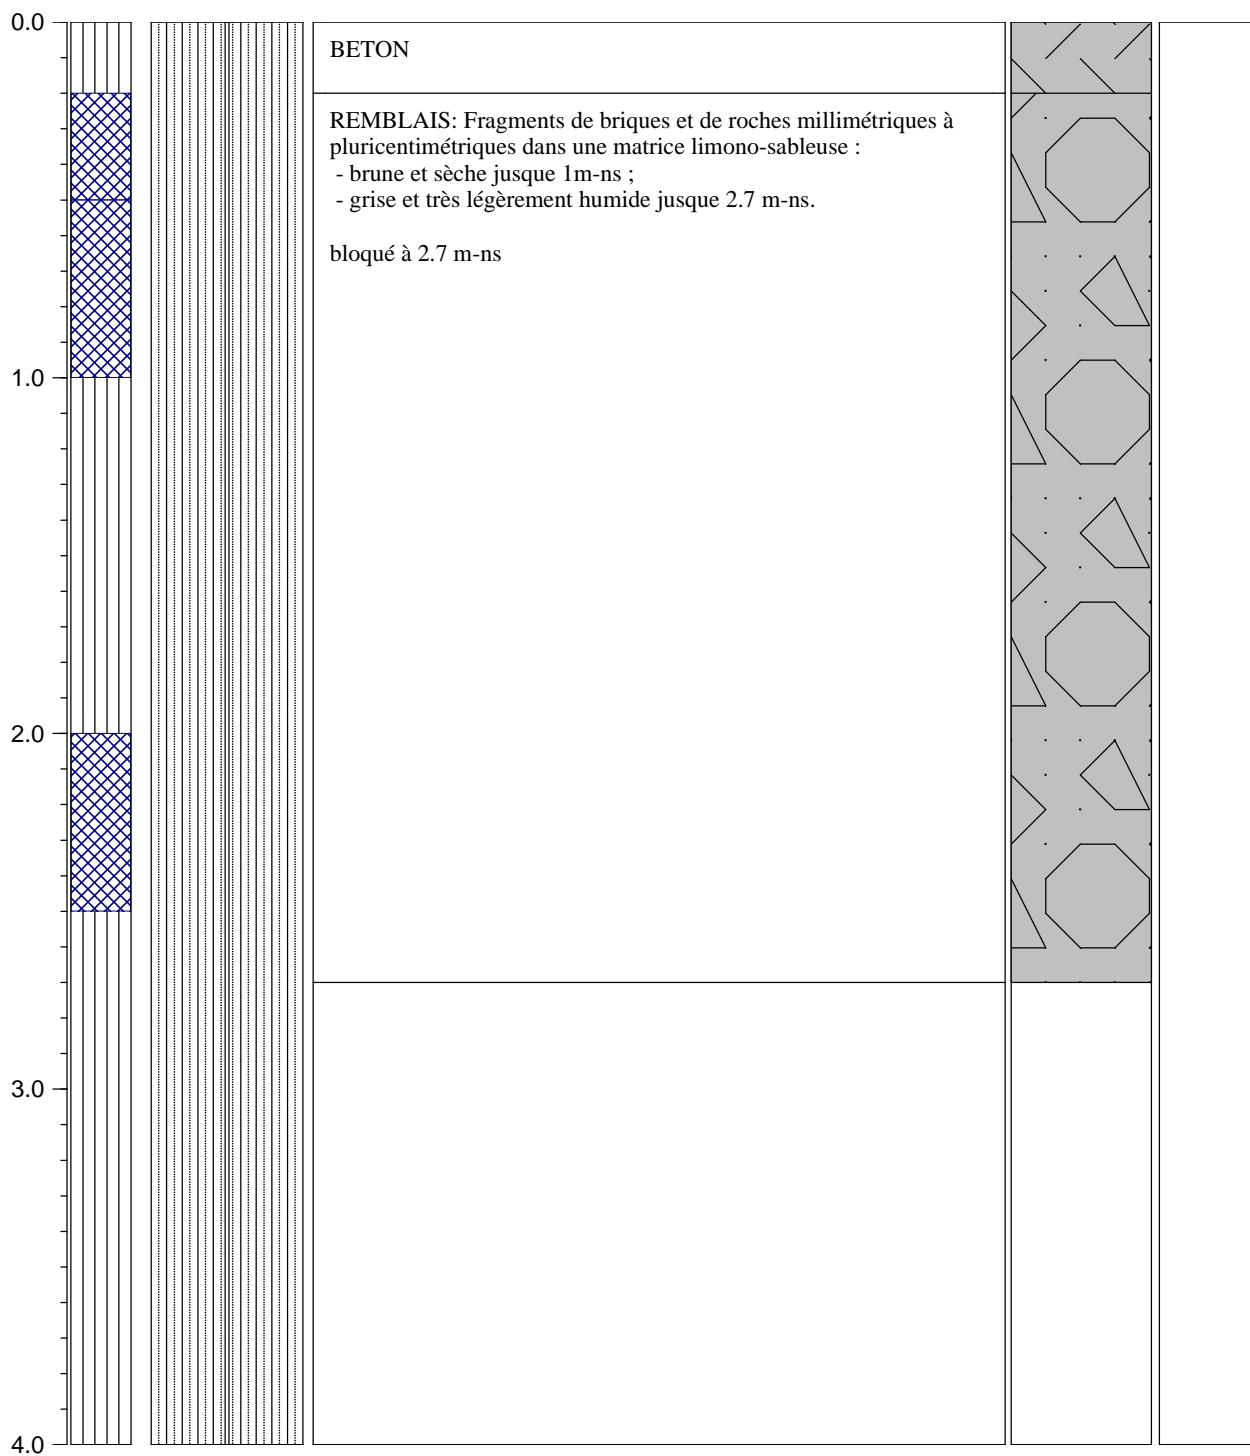 0.0
BETON
REMBLAIS: Fragments de briques et de roches millimétriques à
pluricentimétriques dans une matrice limono-sableuse :
- brune et sèche jusque 1m-ns ;
- grise et très légèrement humide jusque 2.7 m-ns.
bloqué à 2.7 m-ns
1.0
2.0
3.0
4.0